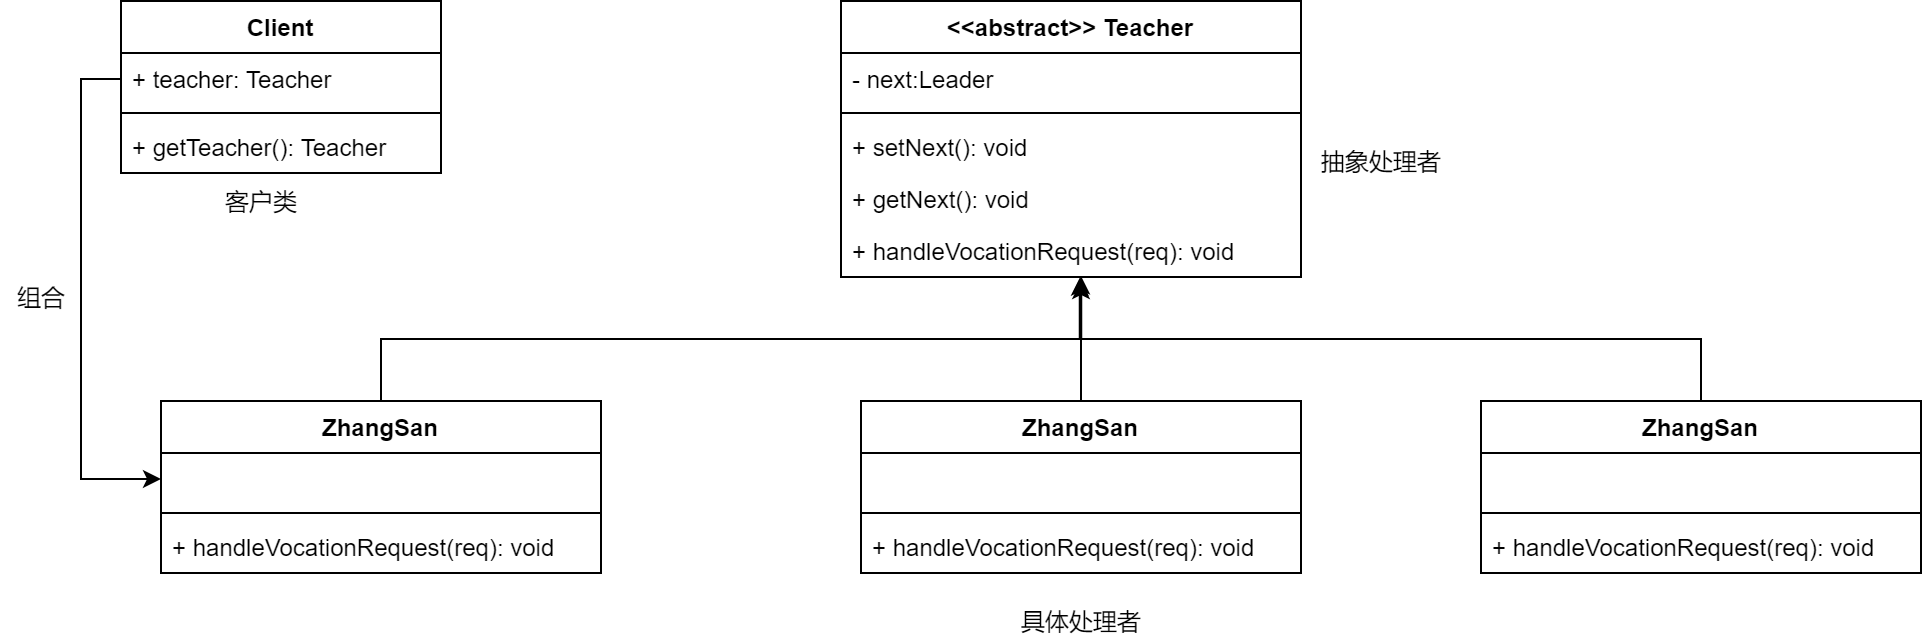 Client
+ teacher: Teacher
+ getTeacher(): Teacher
客户类
<<abstract>> Teacher
- next:Leader
+ setNext(): void
+ getNext(): void
+ handleVocationRequest(req): void
抽象处理者
组合
ZhangSan
+ handleVocationRequest(req): void
ZhangSan
+ handleVocationRequest(req): void
ZhangSan
+ handleVocationRequest(req): void
具体处理者